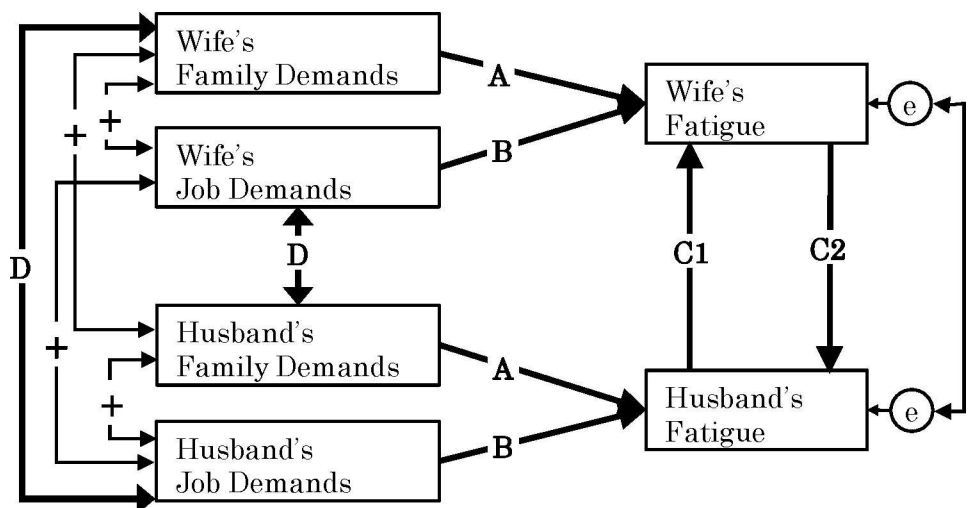 Wife's
Family Demands
A
Wife's
Fatigue
e
+
+
Wife's
Job Demands
B
D
D
C1
C2
Husband's
Family Demands
+
A
+
Husband's
Fatigue
e
Husband's
Job Demands
B